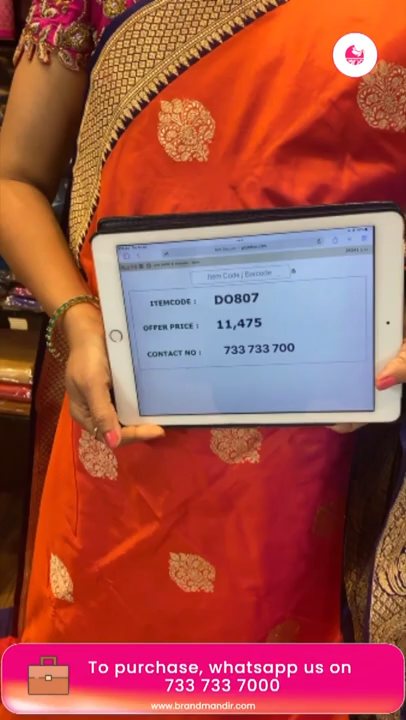 Item Code / Barcode
ITEMCODE : DO807
OFFER PRICE : 11,475
CONTACT NO : 733 733 700
To purchase, whatsapp us on
733 733 7000
www.brandmandir.com